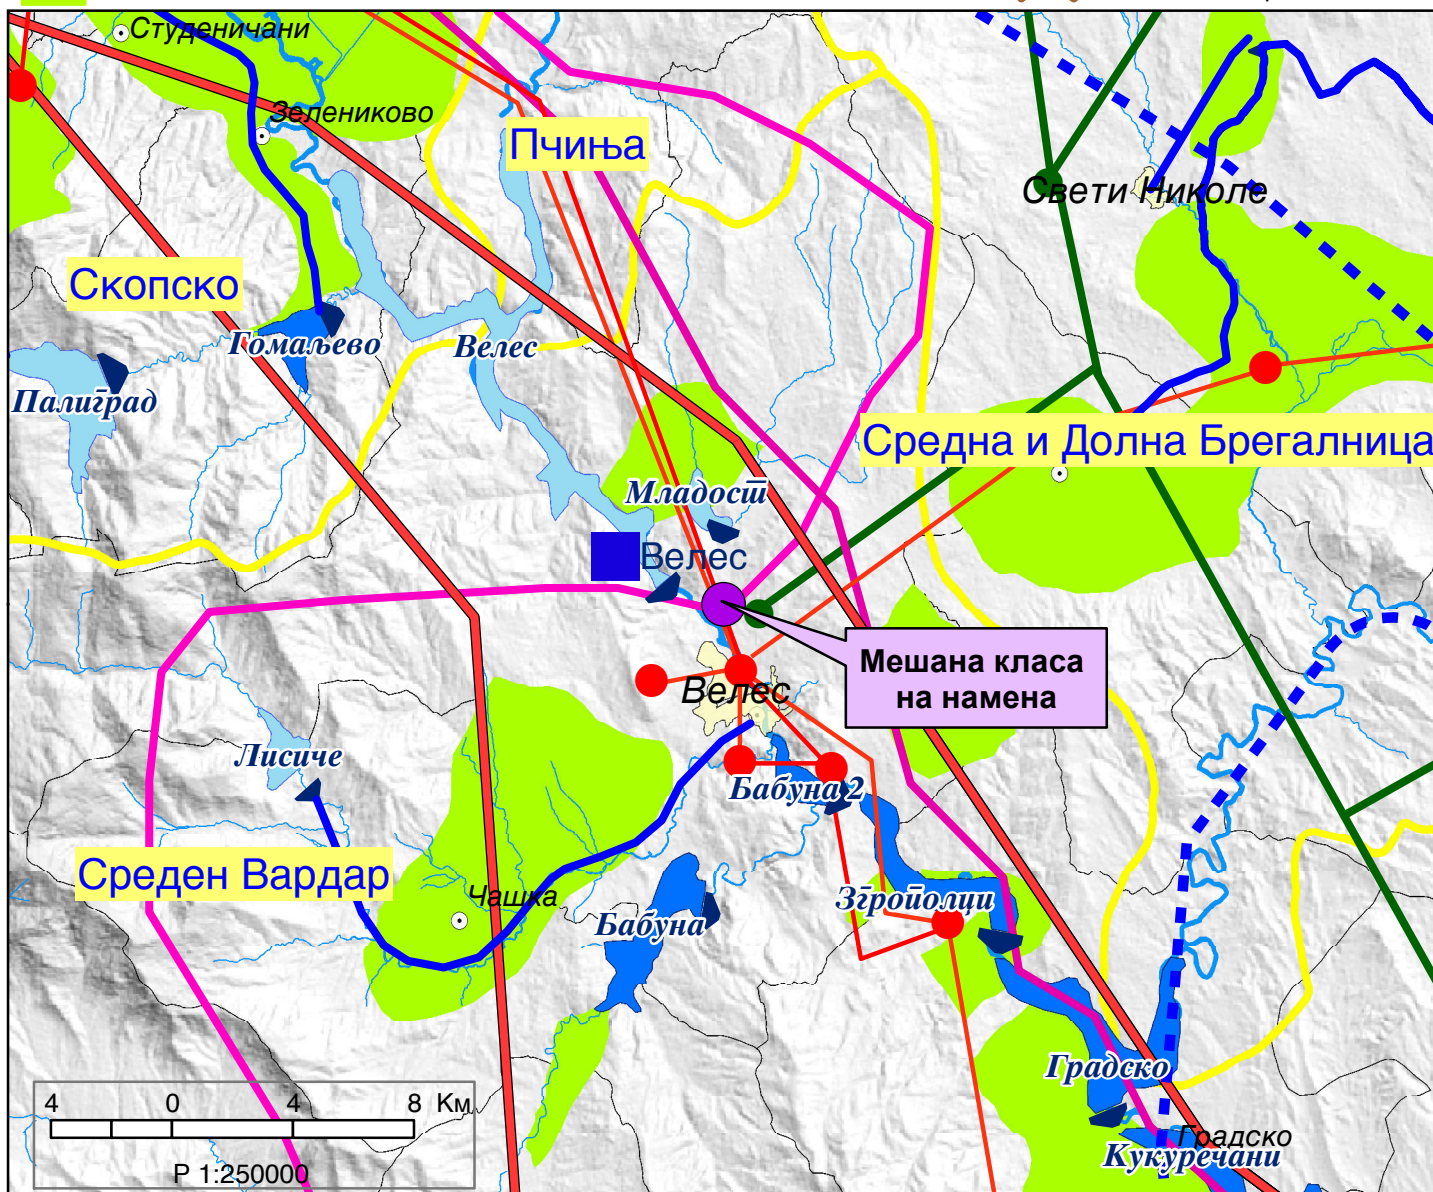 Студеничани
Зелениково
Пчиња
Свети Николе
Скопско
Гомаљево
Велес
Палиград
Средна и Долна Брегалница
Младост
Велес
Мешана класа
на намена
Велес
Лисиче
Бабуна 2
Среден Вардар
Чашка
Згрополци
Бабуна
Градско
4 0 4 8 Км
Градско
Кукуречани
Р 1:250000